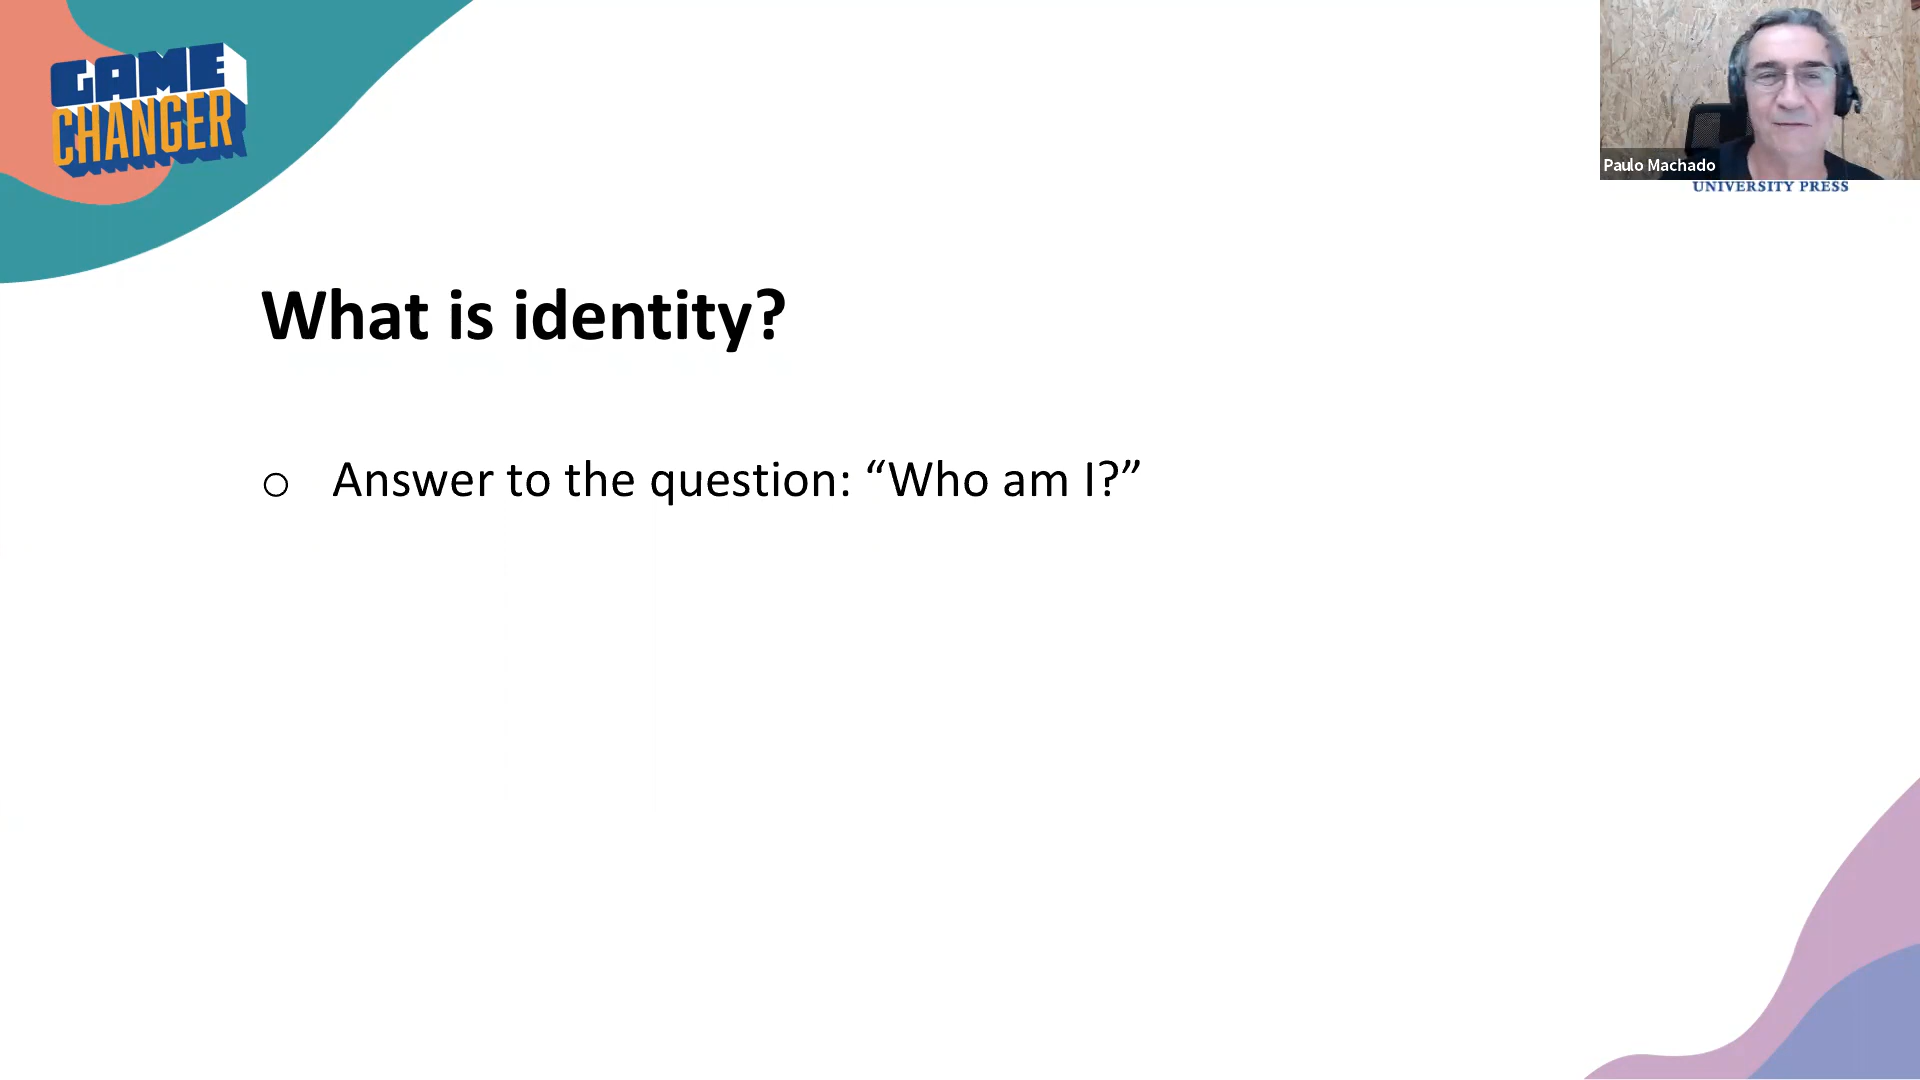 GAME
CHANGER
Paulo Machado
UNIVERSITY PRESS
What is identity?
o Answer to the question: “Who am I?”